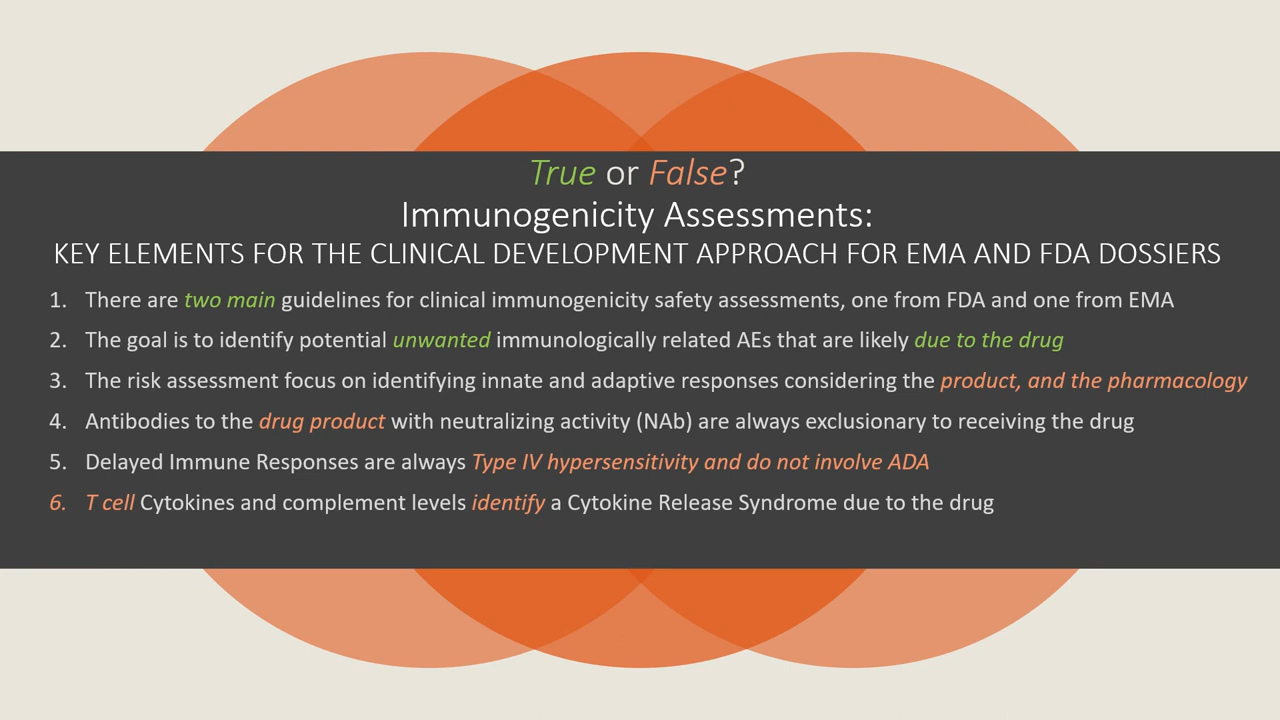 True or False?
Immunogenicity Assessments:
KEY ELEMENTS FOR THE CLINICAL DEVELOPMENT APPROACH FOR EMA AND FDA DOSSIERS
1. There are two main guidelines for clinical immunogenicity safety assessments, one from FDA and one from EMA
2. The goal is to identify potential unwanted immunologically related AEs that are likely due to the drug
3. The risk assessment focus on identifying innate and adaptive responses considering the product, and the pharmacology
4. Antibodies to the drug product with neutralizing activity (NAb) are always exclusionary to receiving the drug
5. Delayed Immune Responses are always Type IV hypersensitivity and do not involve ADA
6. T cell Cytokines and complement levels identify a Cytokine Release Syndrome due to the drug